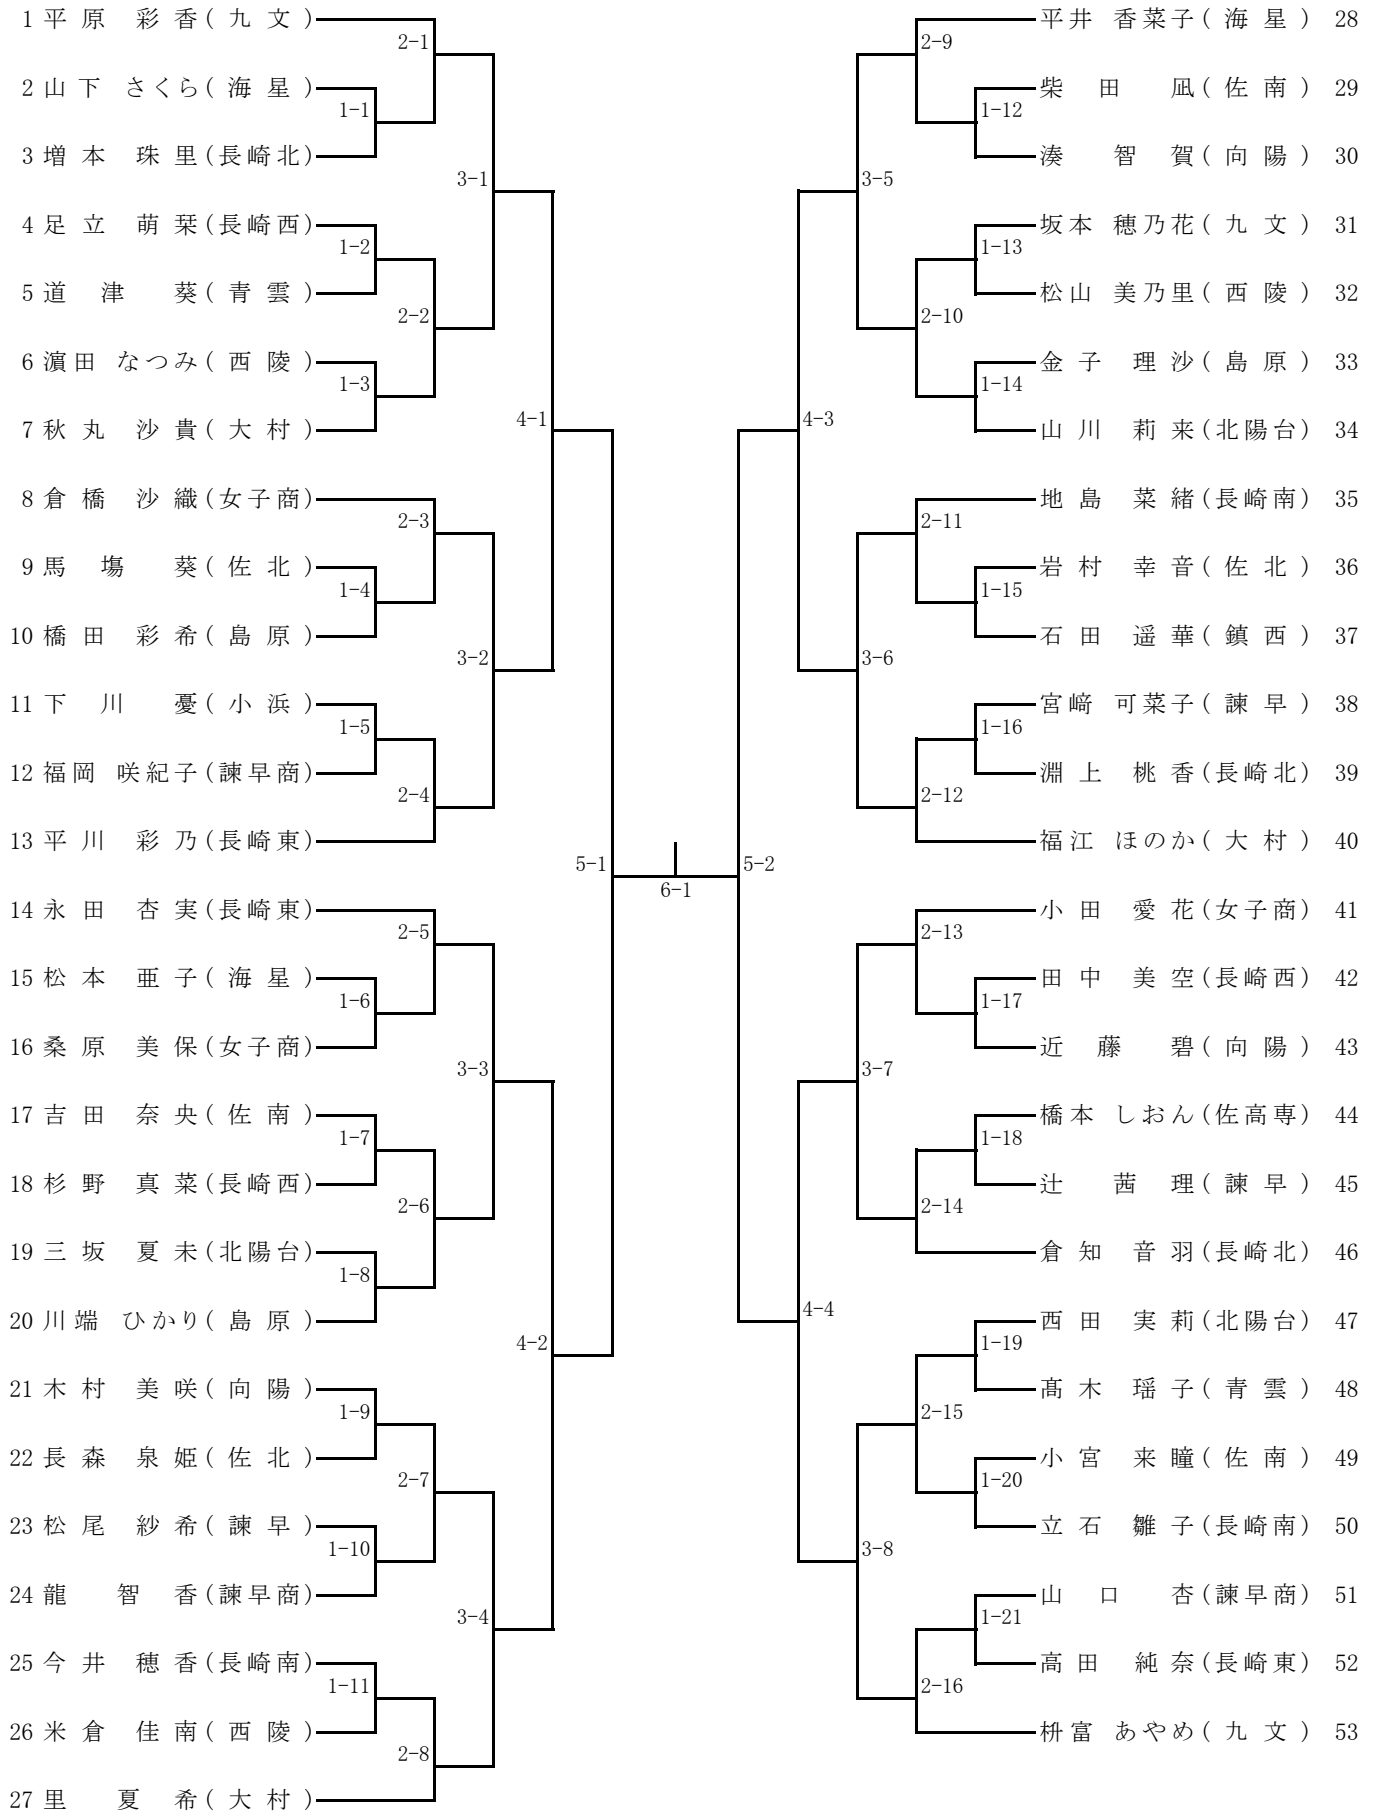 1 平原 彩香(九文)
2-1
2 山下 さくら(海星)
1-1
3 増本 珠里(長崎北)
3-1
4 足立 萌栞(長崎西)
1-2
5 道津 葵(青雲)
2-2
6 濵田 なつみ(西陵)
1-3
7 秋丸 沙貴(大村)
4-1
8 倉橋 沙織(女子商)
2-3
9 馬場 葵(佐北)
1-4
10 橋田 彩希(島原)
3-2
11 下川 憂(小浜)
1-5
12 福岡 咲紀子(諫早商)
2-4
13 平川 彩乃(長崎東)
5-1
14 永田 杏実(長崎東)
2-5
15 松本 亜子(海星)
1-6
16 桑原 美保(女子商)
3-3
17 吉田 奈央(佐南)
1-7
18 杉野 真菜(長崎西)
2-6
19 三坂 夏未(北陽台)
1-8
20 川端 ひかり(島原)
4-2
21 木村 美咲(向陽)
1-9
22 長森 泉姫(佐北)
2-7
23 松尾 紗希(諫早)
1-10
24 龍 智香(諫早商)
3-4
25 今井 穂香(長崎南)
1-11
26 米倉 佳南(西陵)
2-8
27 里 夏希(大村)
6-1
平井 香菜子(海星) 28
2-9
柴田 凪(佐南) 29
1-12
湊 智賀(向陽) 30
3-5
坂本 穂乃花(九文) 31
1-13
松山 美乃里(西陵) 32
2-10
金子 理沙(島原) 33
1-14
山川 莉来(北陽台) 34
4-3
地島 菜緒(長崎南) 35
2-11
岩村 幸音(佐北) 36
1-15
石田 遥華(鎮西) 37
3-6
宮﨑 可菜子(諫早) 38
1-16
淵上 桃香(長崎北) 39
2-12
福江 ほのか(大村) 40
5-2
小田 愛花(女子商) 41
2-13
田中 美空(長崎西) 42
1-17
近藤 碧(向陽) 43
3-7
橋本 しおん(佐高専) 44
1-18
辻 茜理(諫早) 45
2-14
倉知 音羽(長崎北) 46
4-4
西田 実莉(北陽台) 47
1-19
髙木 瑶子(青雲) 48
2-15
小宮 来瞳(佐南) 49
1-20
立石 雛子(長崎南) 50
3-8
山口 杏(諫早商) 51
1-21
高田 純奈(長崎東) 52
2-16
枡富 あやめ(九文) 53